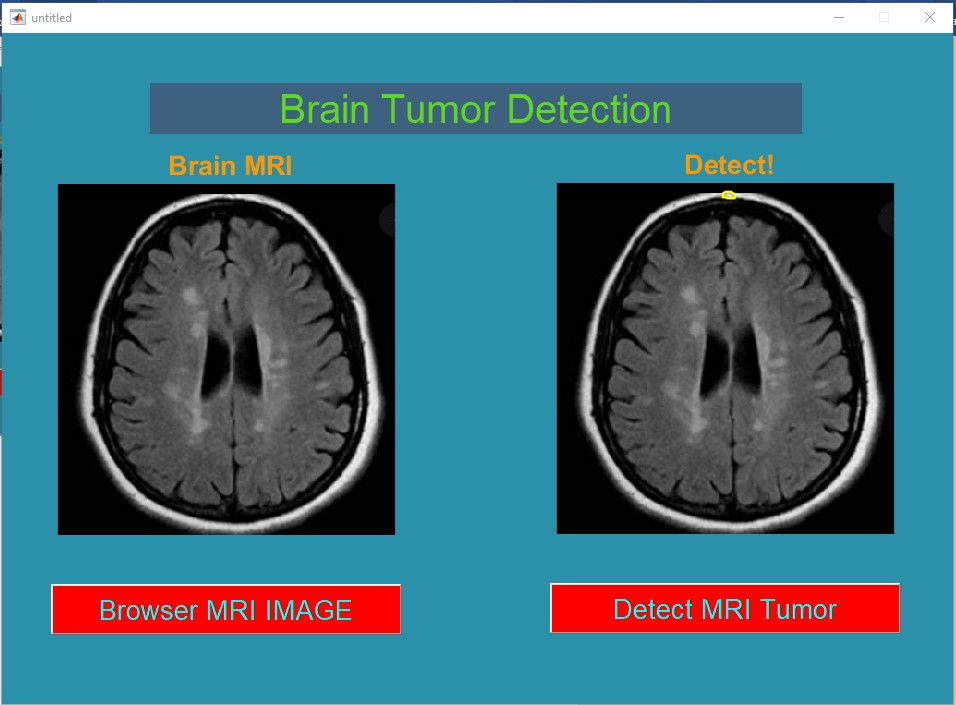 untitled
Brain Tumor Detection
Brain MRI
Detect!
Browser MRI IMAGE
Detect MRI Tumor